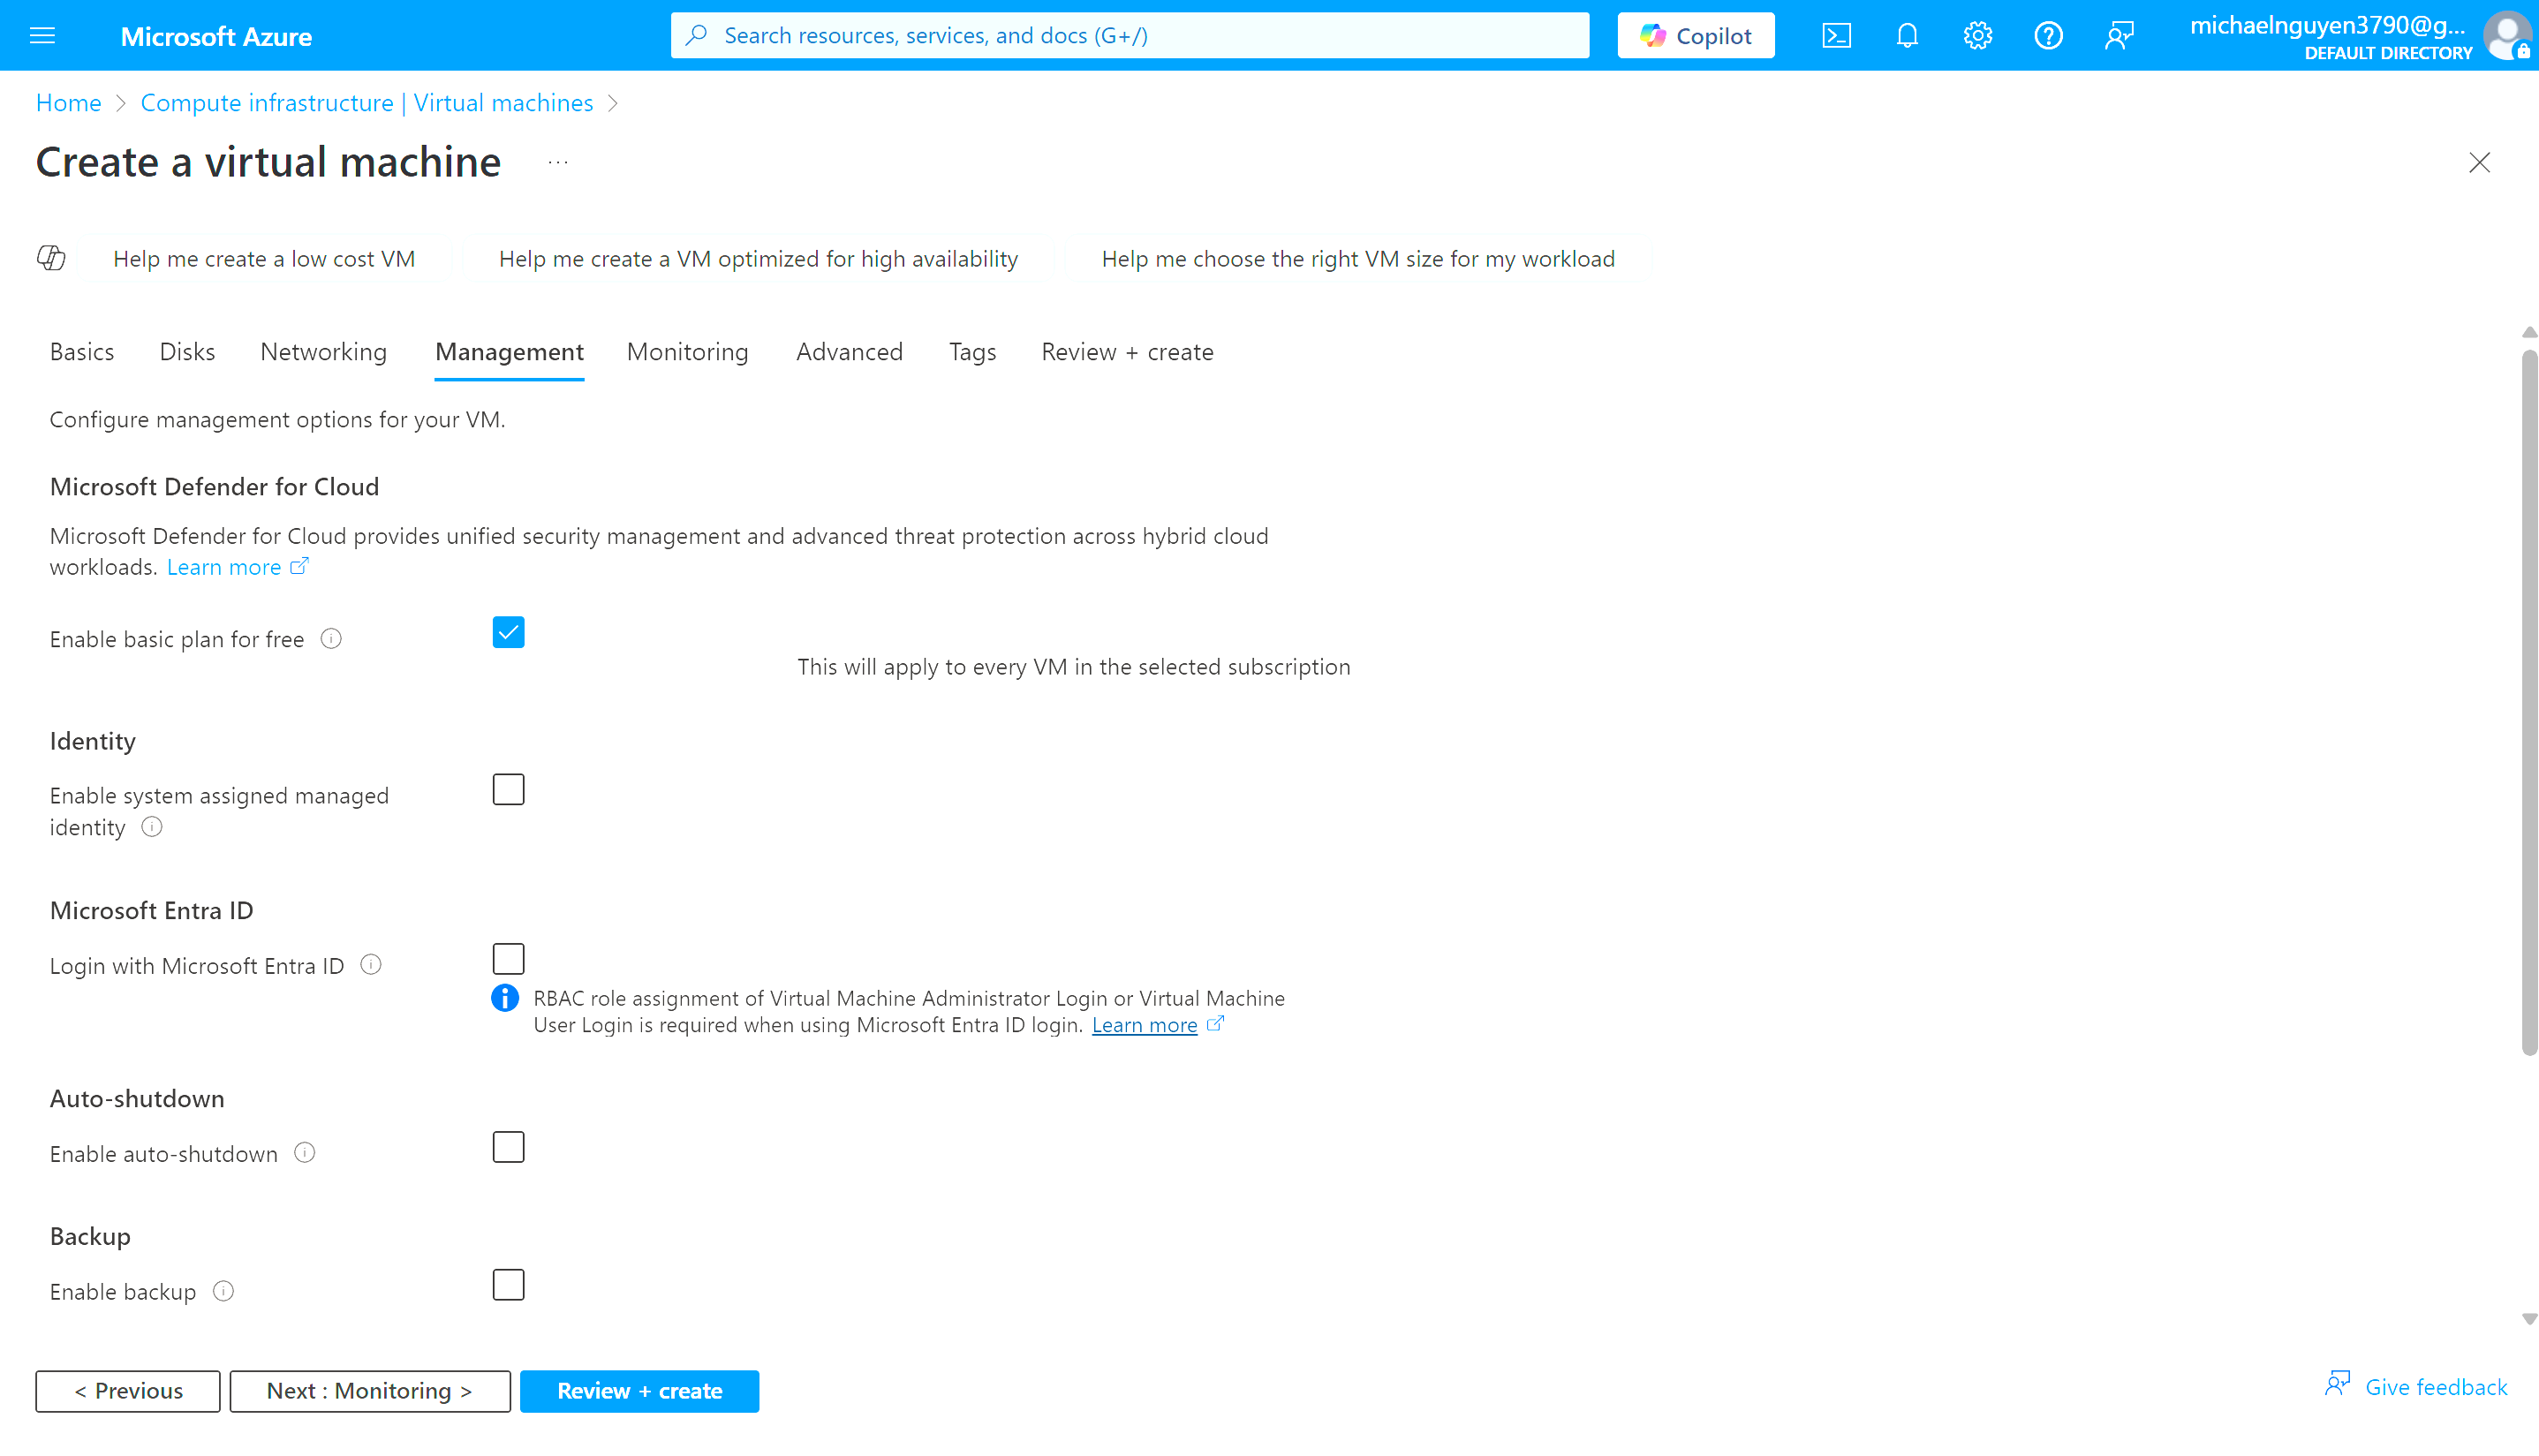 Microsoft Azure
Search resources, services, and docs (G+/)
Copilot
michaelnguyen3790@g...
DEFAULT DIRECTORY
Home > Compute infrastructure | Virtual machines >
Create a virtual machine ...
Help me create a low cost VM
Help me create a VM optimized for high availability
Help me choose the right VM size for my workload
Basics Disks Networking Management Monitoring Advanced Tags Review + create
Configure management options for your VM.
Microsoft Defender for Cloud
Microsoft Defender for Cloud provides unified security management and advanced threat protection across hybrid cloud
workloads. Learn more
Enable basic plan for free
This will apply to every VM in the selected subscription
Identity
Enable system assigned managed
identity
Microsoft Entra ID
Login with Microsoft Entra ID
RBAC role assignment of Virtual Machine Administrator Login or Virtual Machine
User Login is required when using Microsoft Entra ID login. Learn more
Auto-shutdown
Enable auto-shutdown
Backup
Enable backup
< Previous
Next : Monitoring >
Review + create
Give feedback